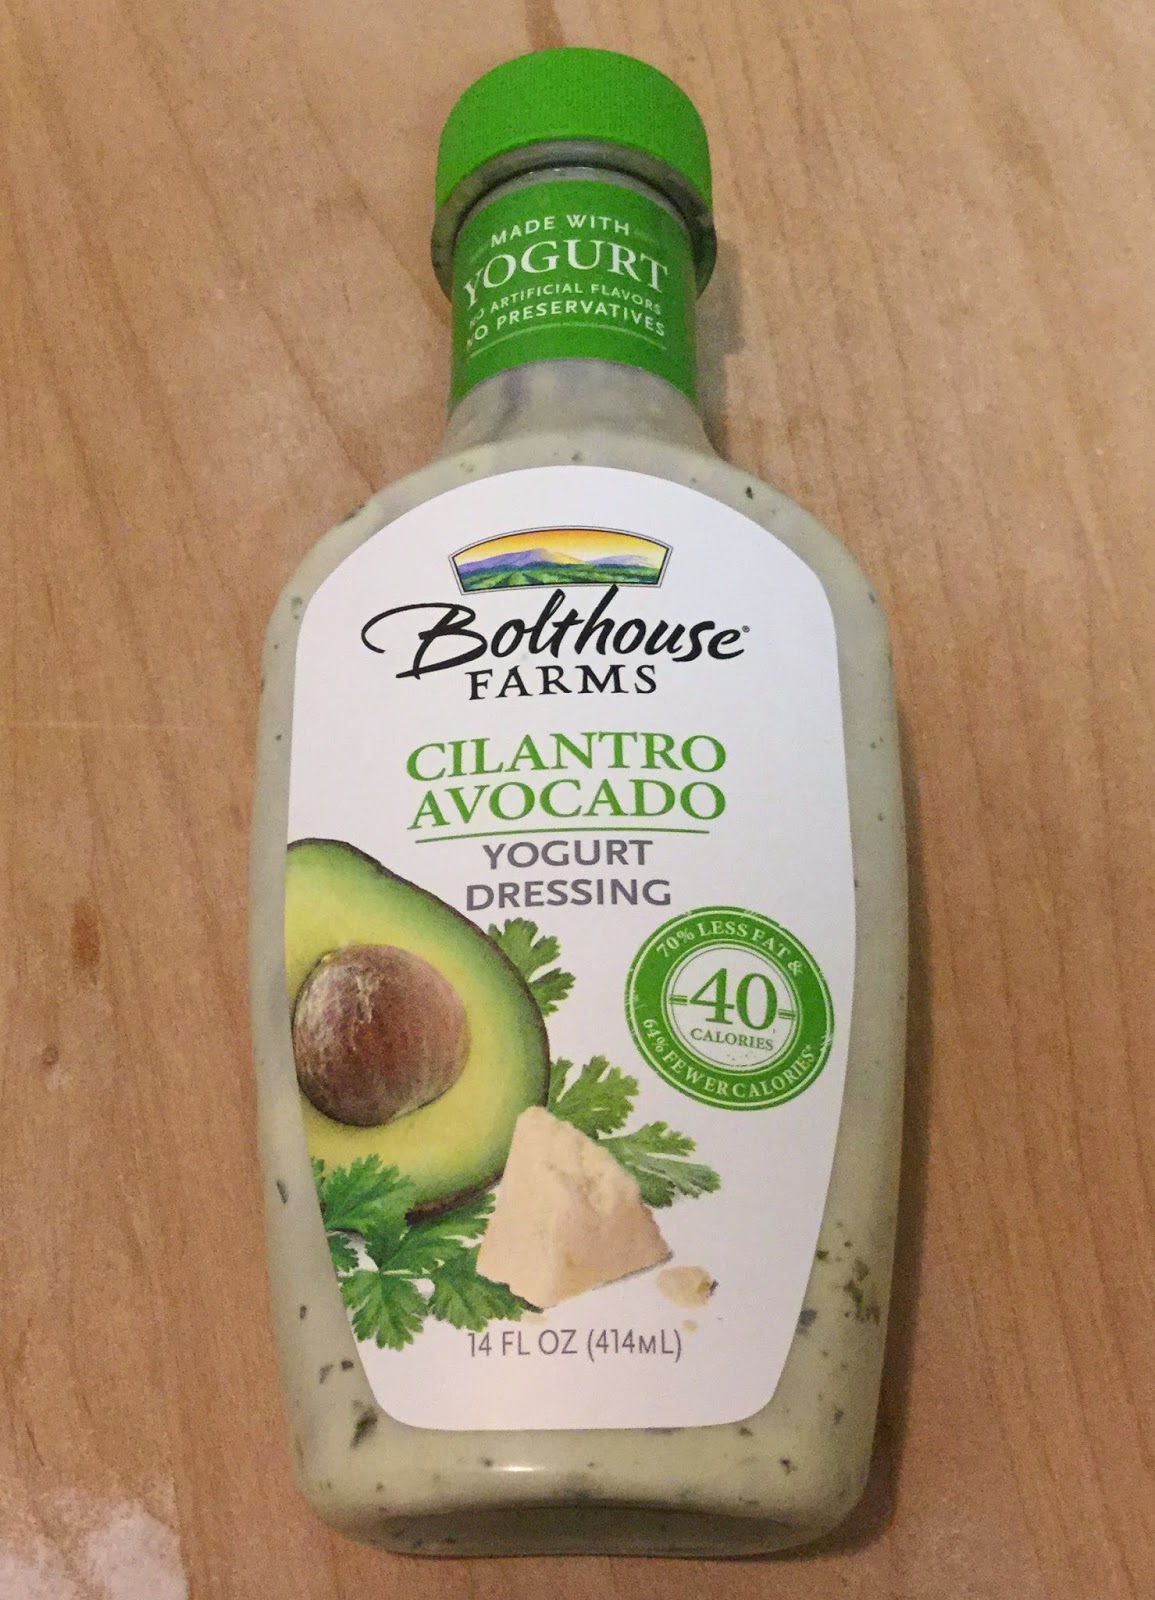 MADE WITH
YOGURT
NO ARTIFICIAL FLAVORS
NO PRESERVATIVES
Bolthouse®
FARMS
CILANTRO
AVOCADO
YOGURT
DRESSING
70% LESS FAT &
40
CALORIES
64% FEWER CALORIES*
14 FL OZ (414mL)